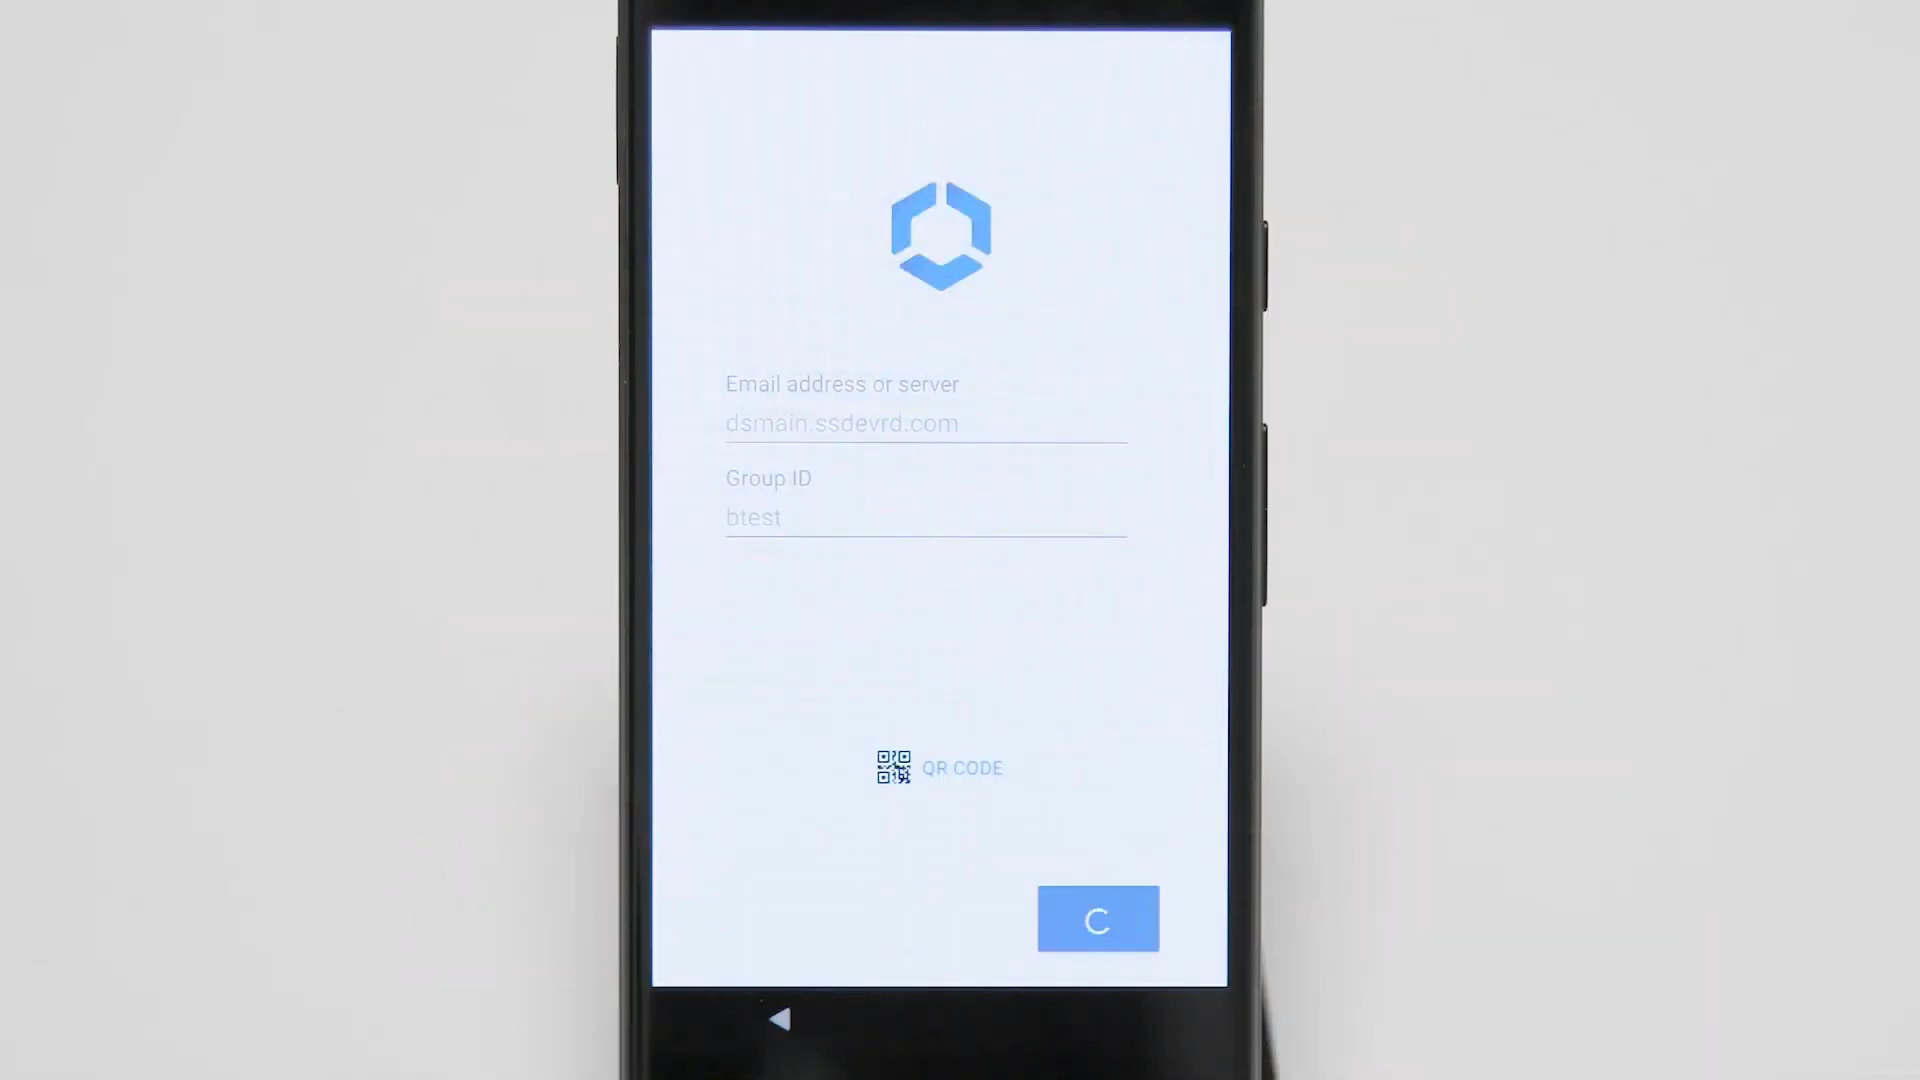 Email address or server
dsmain.ssdevrd.com
Group ID
btest
QR CODE